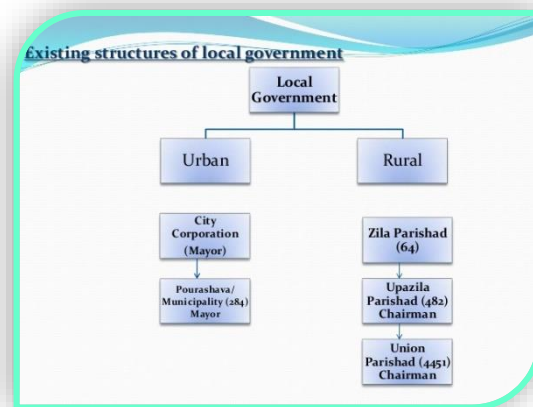 Existing structures of local government
Local
Government
Urban
Rural
City
Corporation
(Mayor)
Pourashava/
Municipality (284)
Mayor
Zila Parishad
(64)
Upazila
Parishad (482)
Chairman
Union
Parishad (4451)
Chairman